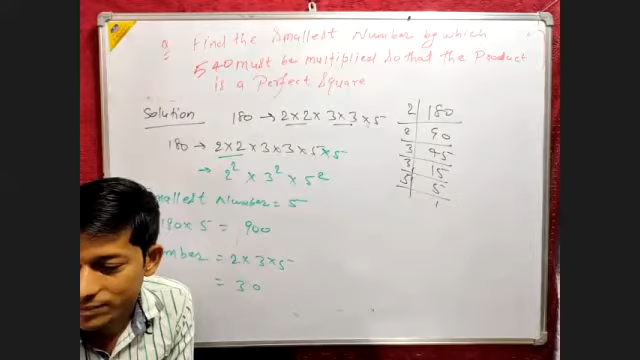 Q Find the Smallest Number by which
540 must be multiplied so that the Product
is a Perfect Square
Solution 180 → 2×2 × 3×3 ×5
180 → 2×2 ×3×3×5×5
→ 2² × 3² × 5²
Smallest Number = 5
190×5 = 900
mber = 2×3×5
= 30
2 | 180
2 | 90
3 | 45
3 | 15
5 | 5
1